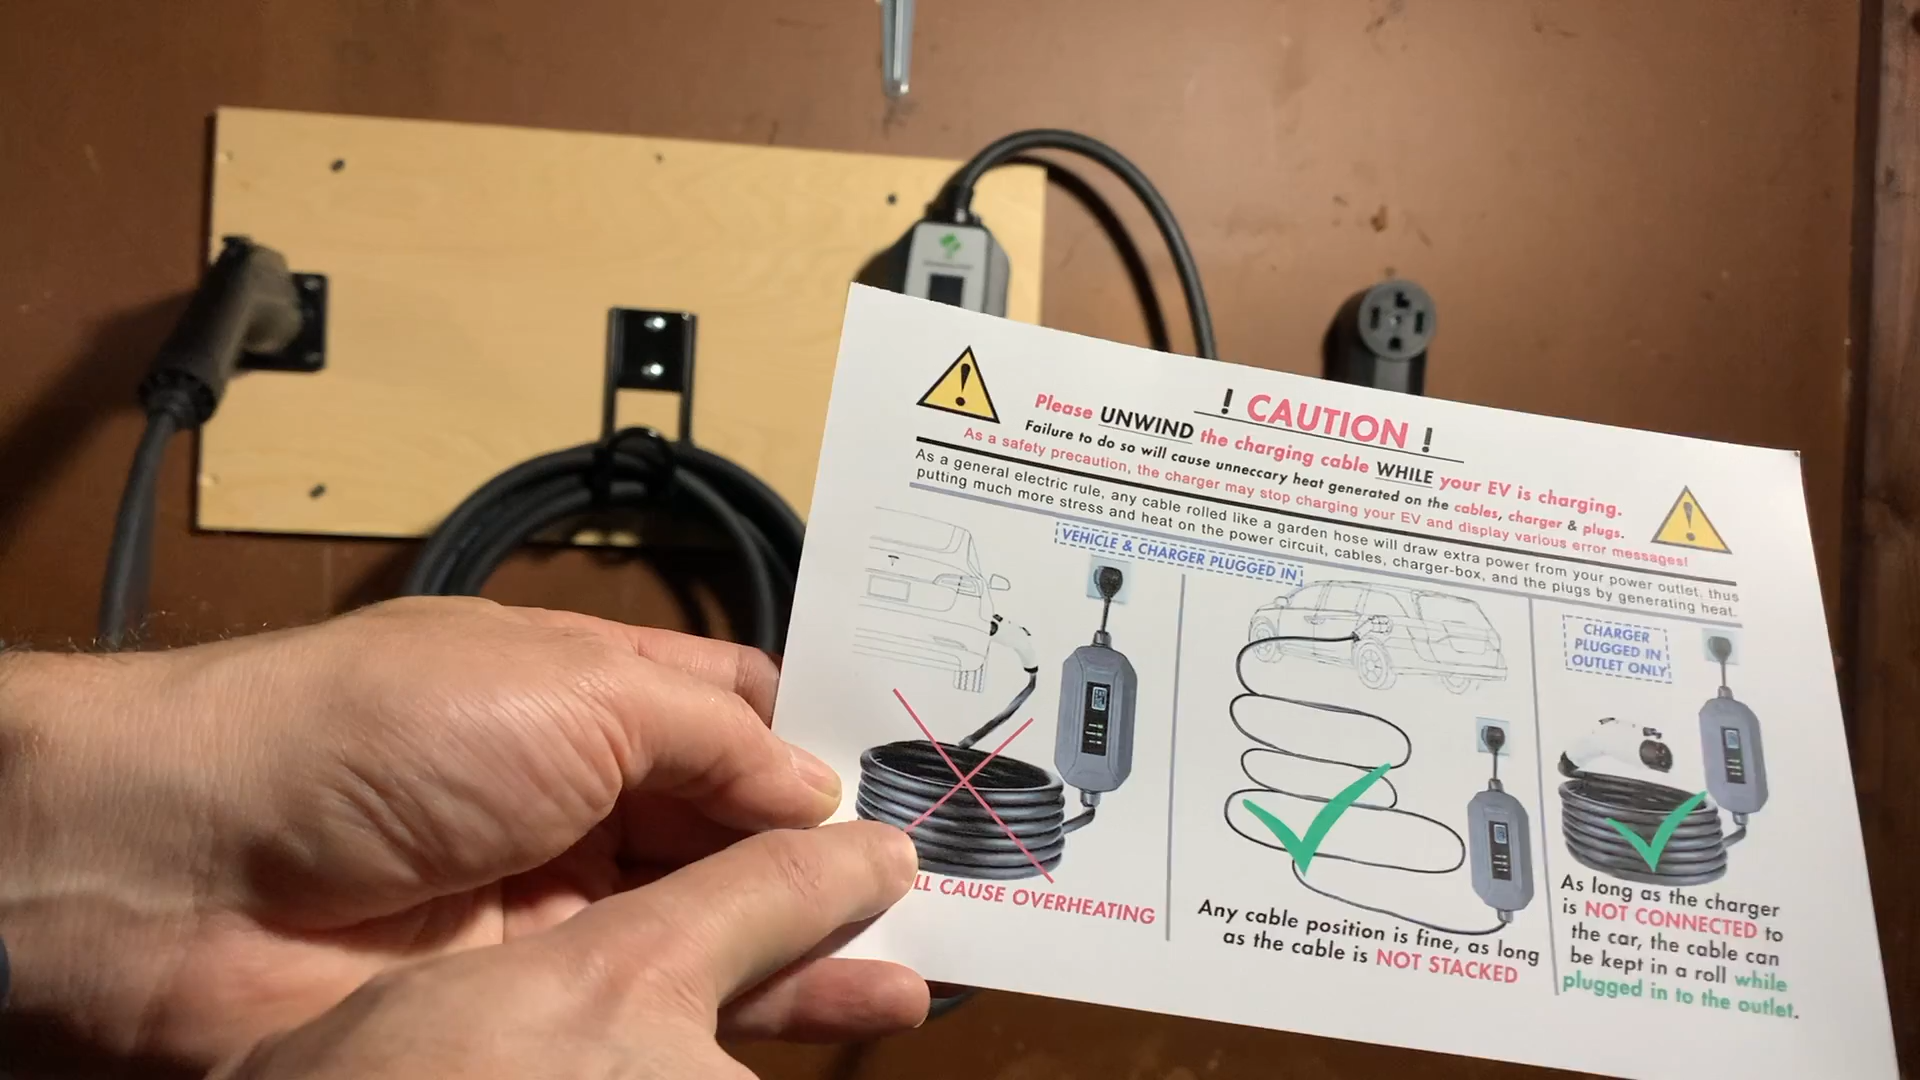 ! CAUTION !
Please UNWIND the charging cable WHILE your EV is charging.
Failure to do so will cause unneccary heat generated on the cables, charger & plugs.
As a safety precaution, the charger may stop charging your EV and display various error messages!
As a general electric rule, any cable rolled like a garden hose will draw extra power from your power outlet, thus
putting much more stress and heat on the power circuit, cables, charger-box, and the plugs by generating heat.
VEHICLE & CHARGER PLUGGED IN
CHARGER
PLUGGED IN
OUTLET ONLY
LL CAUSE OVERHEATING
Any cable position is fine, as long
as the cable is NOT STACKED
As long as the charger
is NOT CONNECTED to
the car, the cable can
be kept in a roll while
plugged in to the outlet.